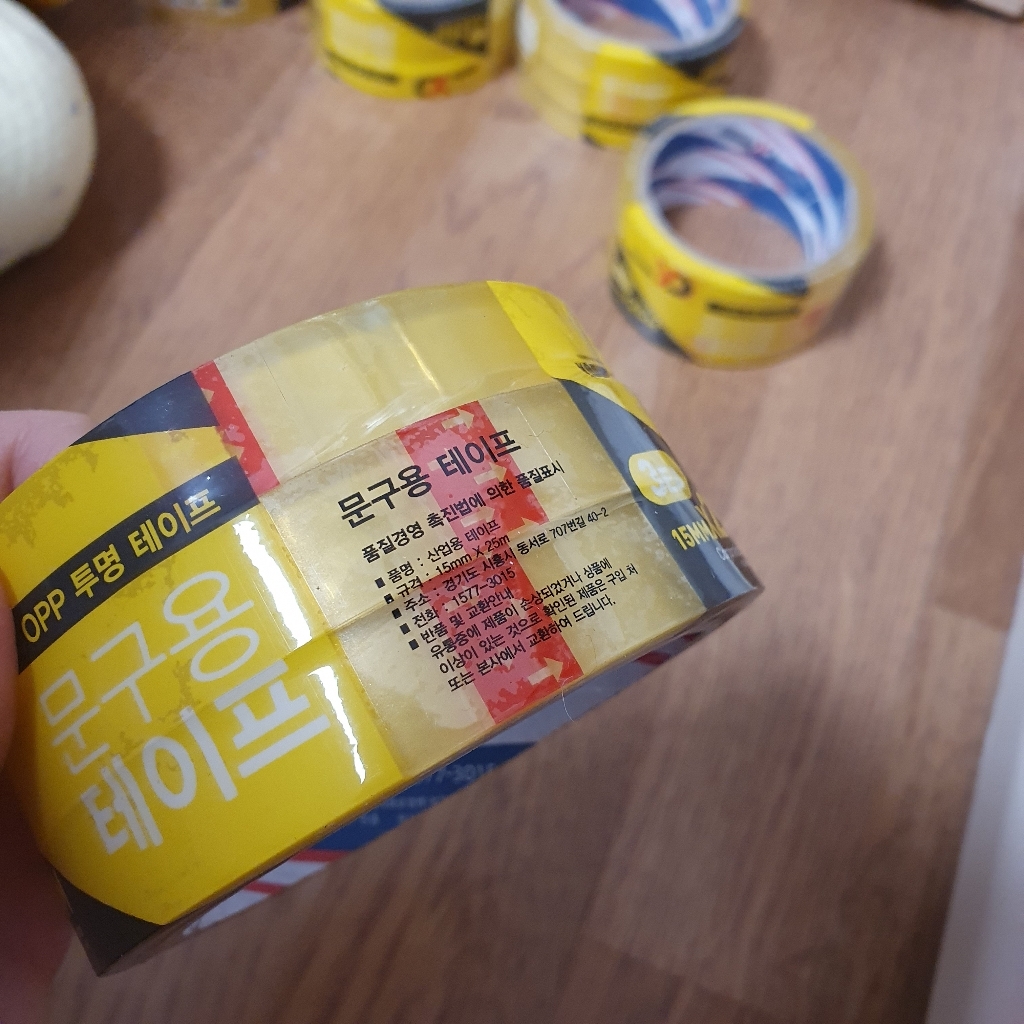 OPP 투명 테이프
문구용
테이프
문구용 테이프
품질경영 촉진법에 의한 품질표시
■ 품명 : 산업용 테이프
■ 규격 : 15mm X 25m
■ 주소 : 경기도 시흥시 동서로 707번길 40-2
■ 전화 : 1577-3015
■ 반품 및 교환안내
유통중에 제품이 손상되었거나 상품에
이상이 있는 것으로 확인된 제품은 구입 처
또는 본사에서 교환하여 드립니다.
15MM
77-3015